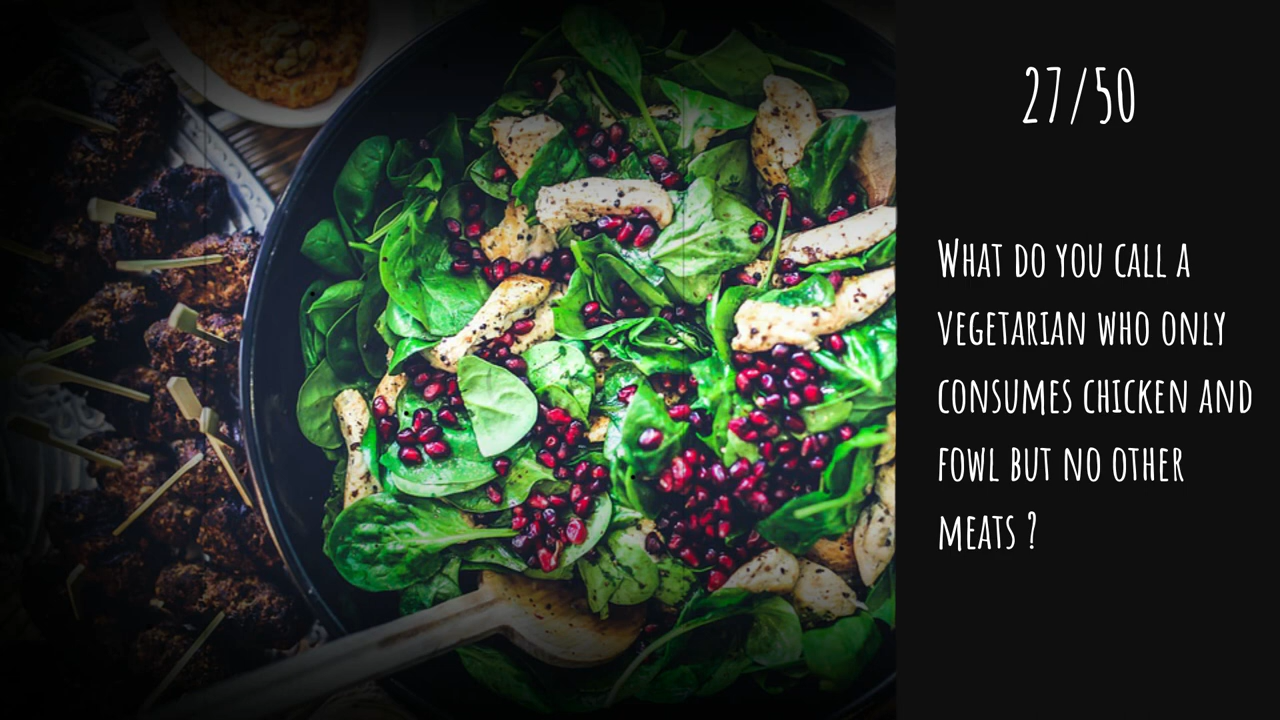 27/50
What do you call a
vegetarian who only
consumes chicken and
fowl but no other
meats ?